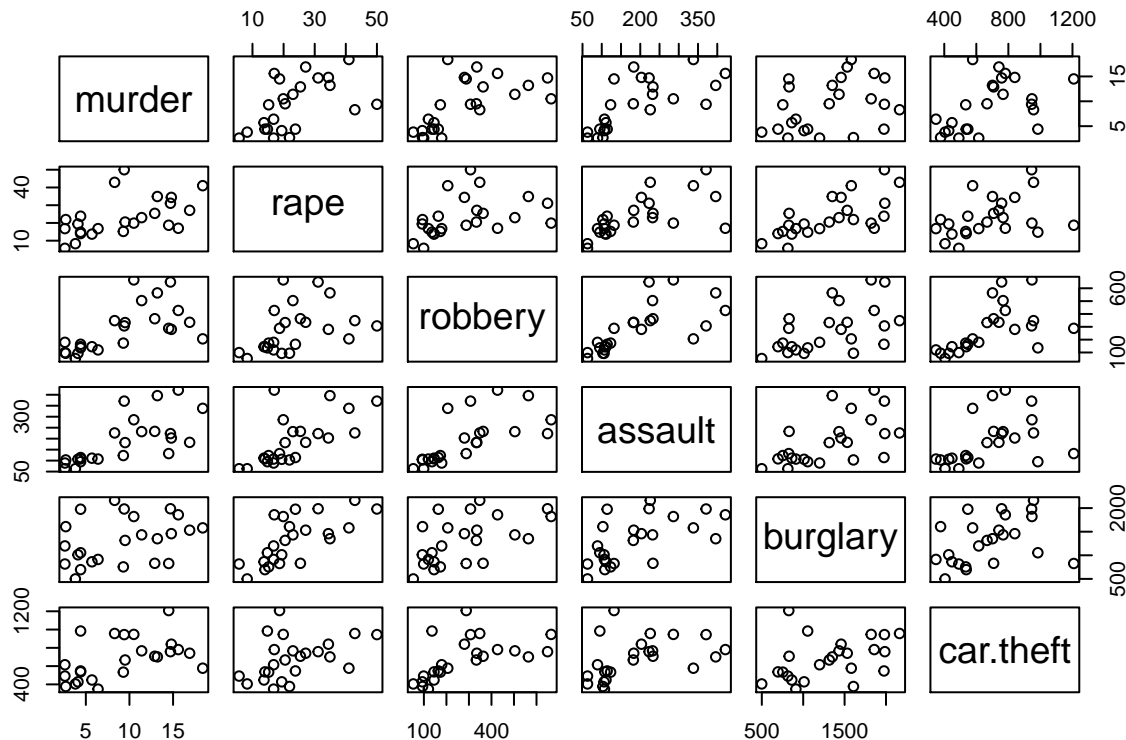 10 30 50 50 200 350 400 800 1200
murder 5 15
10 40 rape
robbery 100 600
50 300 assault
burglary 500 2000
400 1200 car.theft
5 10 15 100 400 500 1500